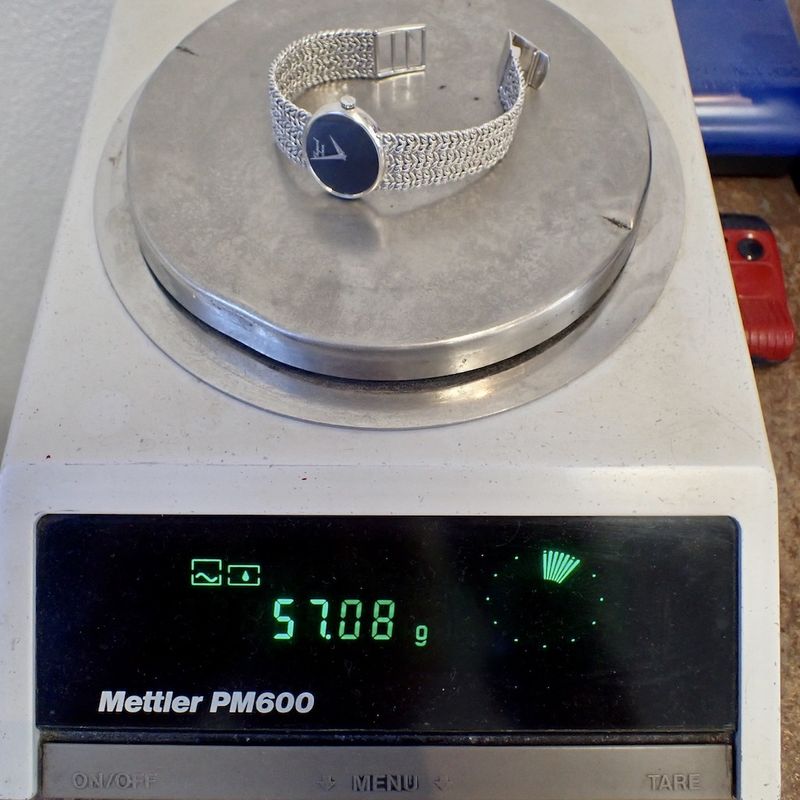 57.08 g
Mettler PM600
ON/OFF MENU TARE